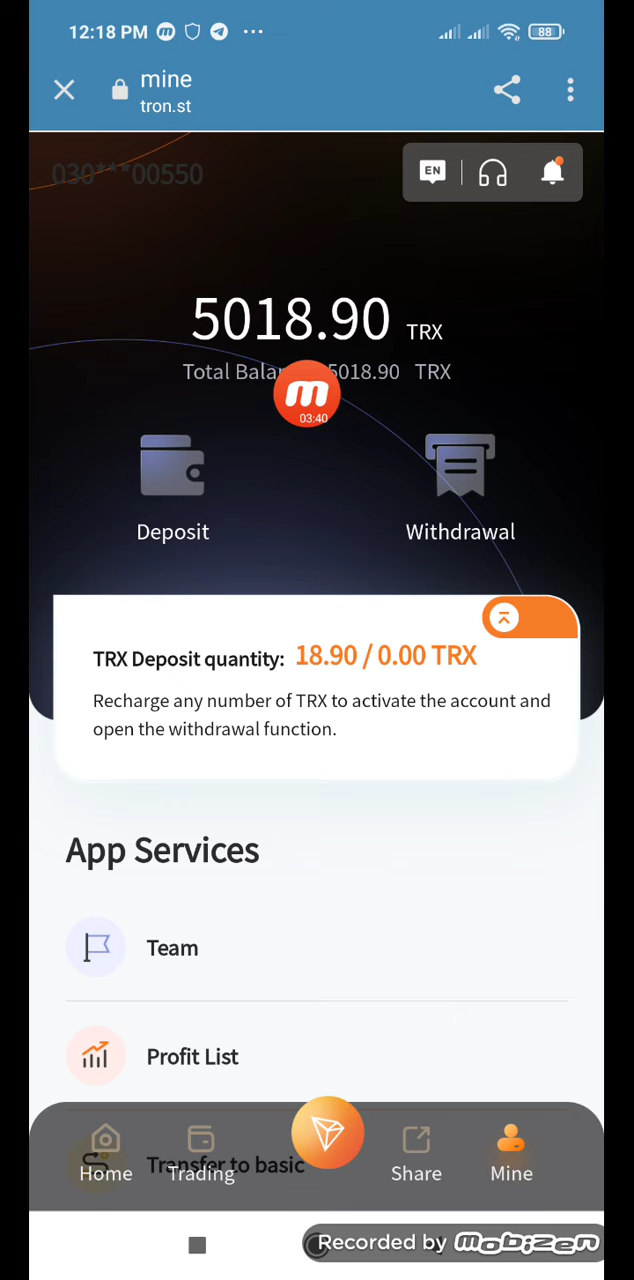 12:18 PM
88
mine
tron.st
030***00550
EN
5018.90 TRX
Total 5018.90 TRX
m
03:40
Deposit
Withdrawal
TRX Deposit quantity: 18.90 / 0.00 TRX
Recharge any number of TRX to activate the account and
open the withdrawal function.
App Services
Team
Profit List
Transfer to basic
Home
Trading
Share
Mine
Recorded by mobizen